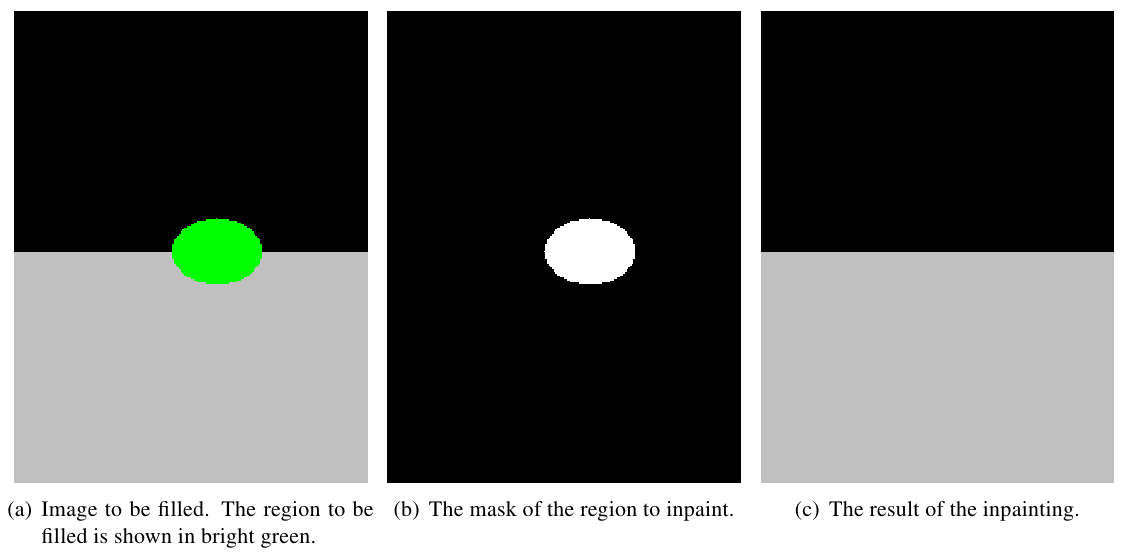 (a) Image to be filled. The region to be
filled is shown in bright green.
(b) The mask of the region to inpaint.
(c) The result of the inpainting.